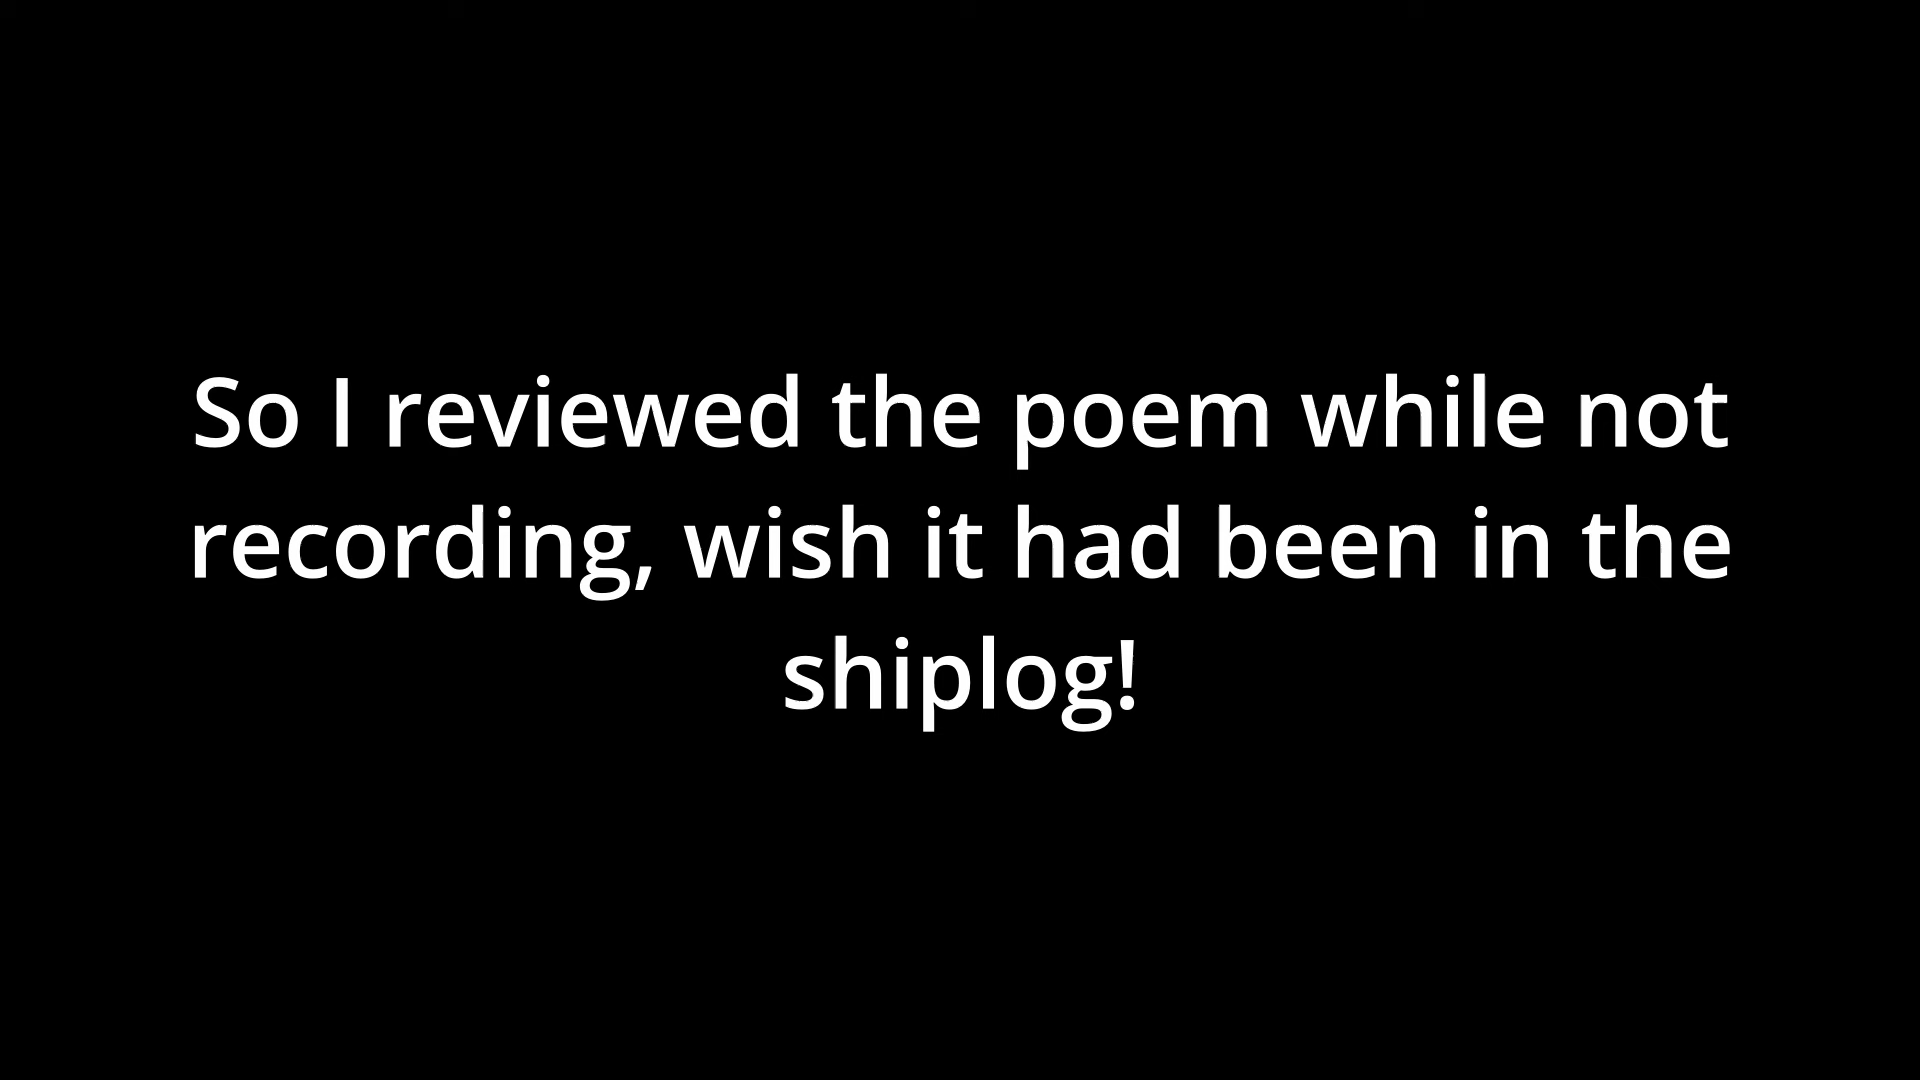 So I reviewed the poem while not
recording, wish it had been in the
shiplog!